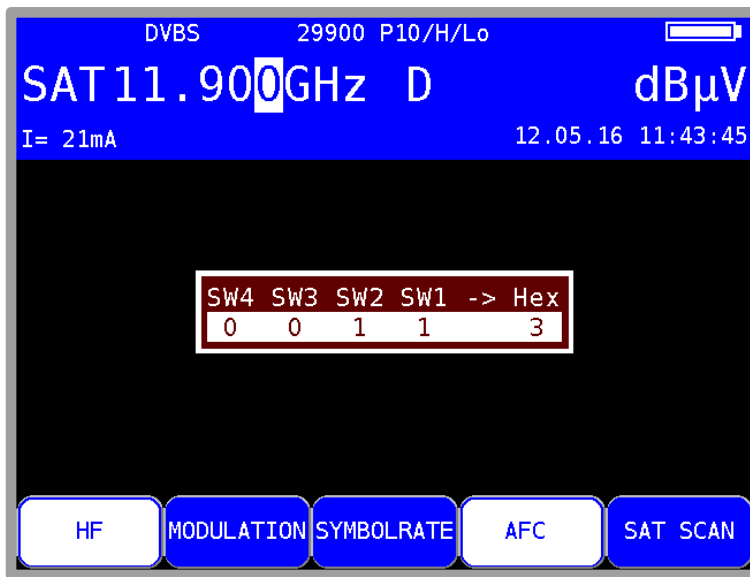 DVBS 29900 P10/H/Lo
SAT11.900GHz D dBµV
I= 21mA 12.05.16 11:43:45
SW4 SW3 SW2 SW1 -> Hex
0 0 1 1 3
HF MODULATION SYMBOLRATE AFC SAT SCAN